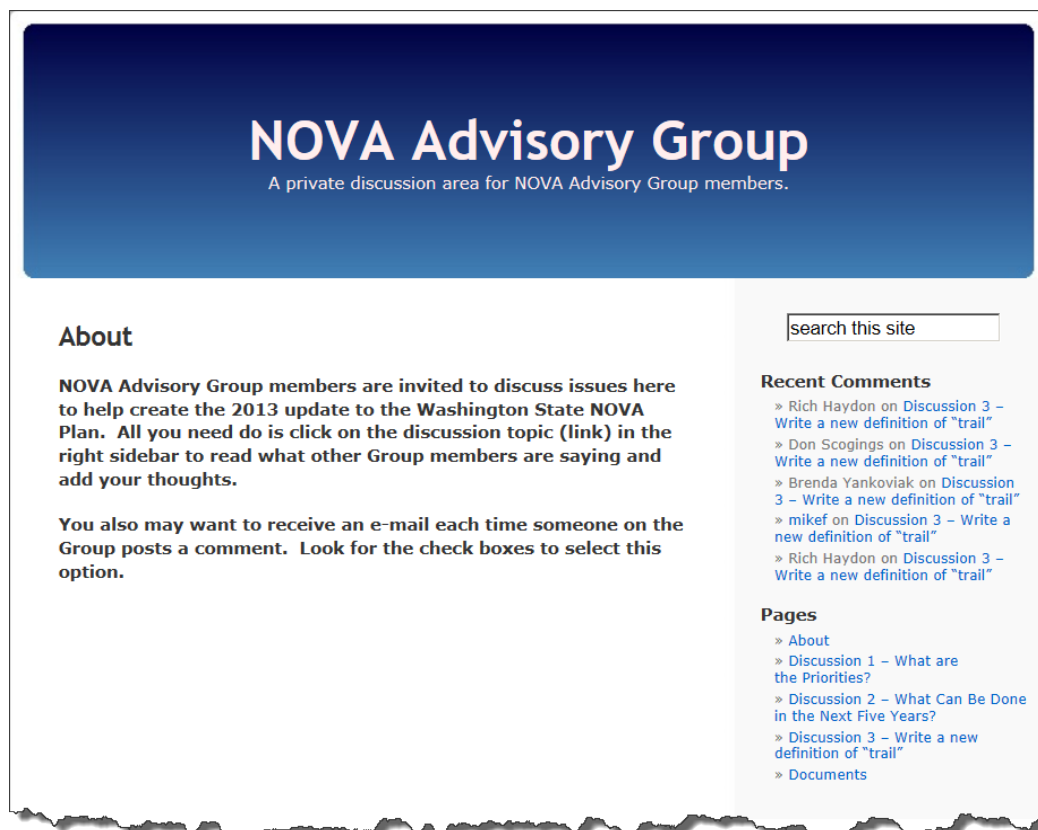 NOVA Advisory Group
A private discussion area for NOVA Advisory Group members.
About
NOVA Advisory Group members are invited to discuss issues here
to help create the 2013 update to the Washington State NOVA
Plan.  All you need do is click on the discussion topic (link) in the
right sidebar to read what other Group members are saying and
add your thoughts.
You also may want to receive an e-mail each time someone on the
Group posts a comment.  Look for the check boxes to select this
option.
search this site
Recent Comments
» Rich Haydon on Discussion 3 –
Write a new definition of “trail”
» Don Scogings on Discussion 3 –
Write a new definition of “trail”
» Brenda Yankoviak on Discussion
3 – Write a new definition of “trail”
» mikef on Discussion 3 – Write a
new definition of “trail”
» Rich Haydon on Discussion 3 –
Write a new definition of “trail”
Pages
» About
» Discussion 1 – What are
the Priorities?
» Discussion 2 – What Can Be Done
in the Next Five Years?
» Discussion 3 – Write a new
definition of “trail”
» Documents